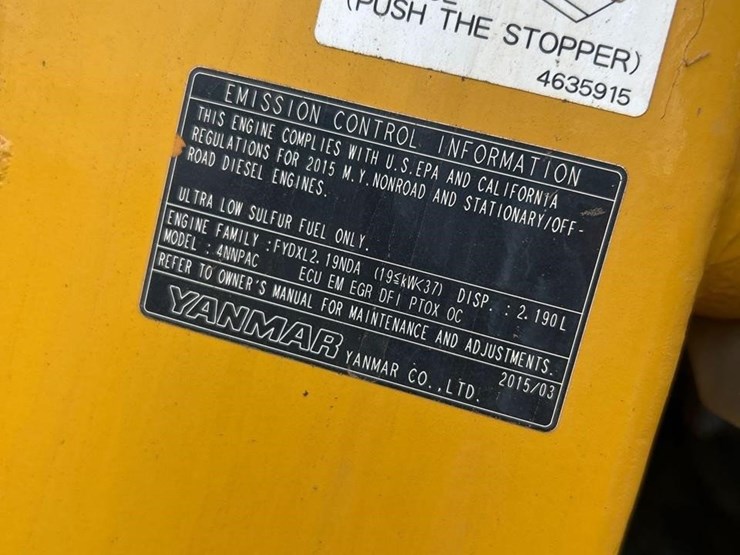 (PUSH THE STOPPER)
4635915
EMISSION CONTROL INFORMATION
THIS ENGINE COMPLIES WITH U.S.EPA AND CALIFORNIA
REGULATIONS FOR 2015 M.Y.NONROAD AND STATIONARY/OFF-
ROAD DIESEL ENGINES.
ULTRA LOW SULFUR FUEL ONLY.
ENGINE FAMILY :FYDXL2.19NDA (19≦kW<37) DISP. : 2.190L
MODEL : 4NNPAC ECU EM EGR DFI PTOX OC
REFER TO OWNER'S MANUAL FOR MAINTENANCE AND ADJUSTMENTS.
2015/03
YANMAR YANMAR CO.,LTD.